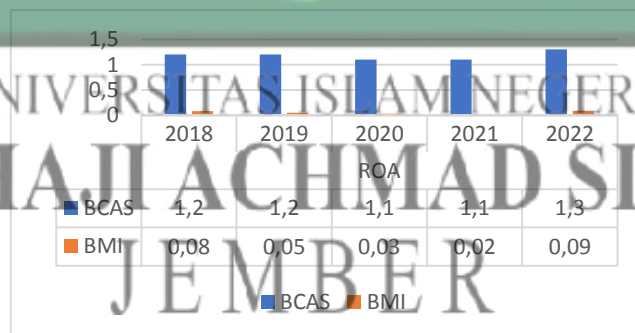 1,5
1
0,5
0
2018 2019 2020 2021 2022
ROA
BCAS 1,2 1,2 1,1 1,1 1,3
BMI 0,08 0,05 0,03 0,02 0,09
BCAS BMI
UNIVERSITAS ISLAM NEGERI
HAJI ACHMAD SI
JEMBER